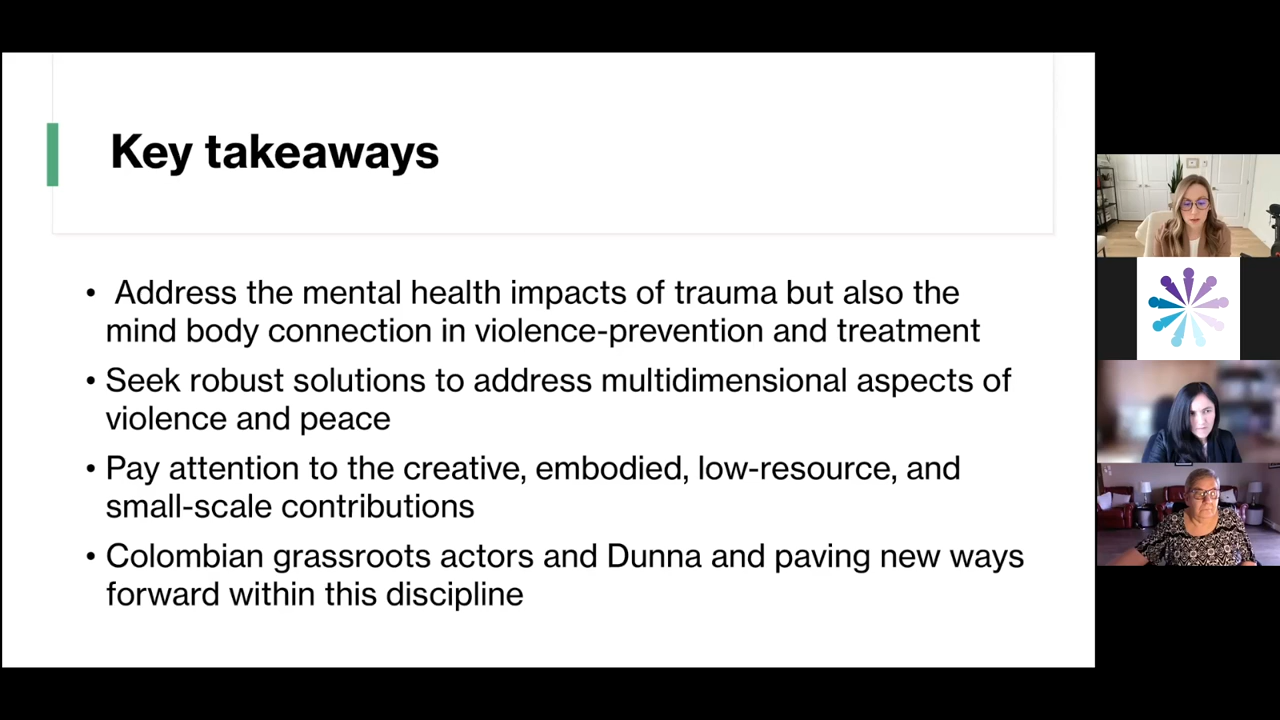 Key takeaways
• Address the mental health impacts of trauma but also the
mind body connection in violence-prevention and treatment
• Seek robust solutions to address multidimensional aspects of
violence and peace
• Pay attention to the creative, embodied, low-resource, and
small-scale contributions
• Colombian grassroots actors and Dunna and paving new ways
forward within this discipline